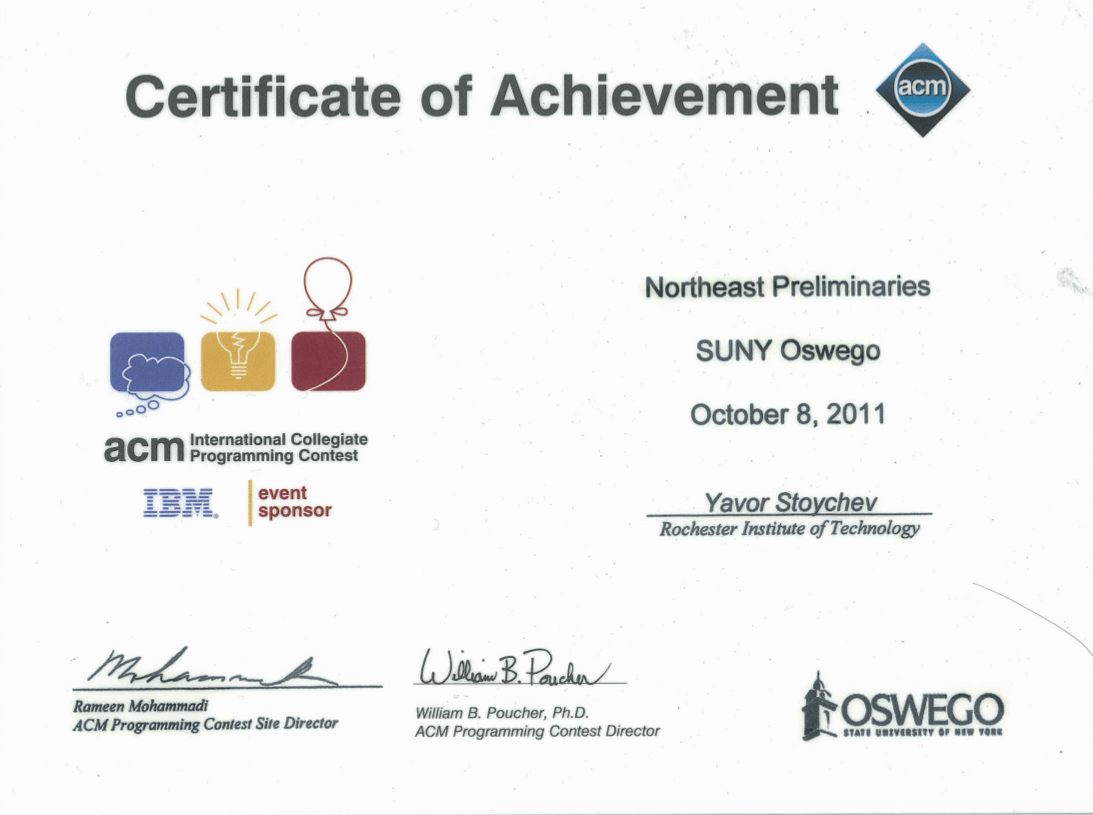 Certificate of Achievement
acm
Northeast Preliminaries
SUNY Oswego
October 8, 2011
acm International Collegiate
Programming Contest
IBM®
event
sponsor
Yavor Stoychev
Rochester Institute of Technology
William B. Poucher
Rameen Mohammadi
ACM Programming Contest Site Director
William B. Poucher, Ph.D.
ACM Programming Contest Director
OSWEGO
STATE UNIVERSITY OF NEW YORK